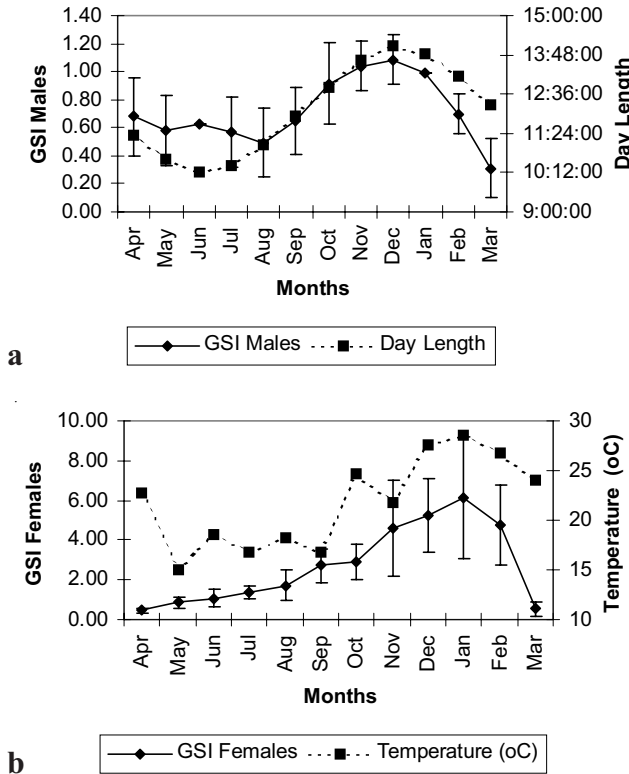 GSI Males
1.40
1.20
1.00
0.80
0.60
0.40
0.20
0.00
15:00:00
13:48:00
12:36:00
11:24:00
10:12:00
9:00:00
Day Length
Apr May Jun Jul Aug Sep Oct Nov Dec Jan Feb Mar
Months
GSI Males Day Length
a
GSI Females
10.00
8.00
6.00
4.00
2.00
0.00
30
25
20
15
10
Temperature (oC)
Apr May Jun Jul Aug Sep Oct Nov Dec Jan Feb Mar
Months
GSI Females Temperature (oC)
b